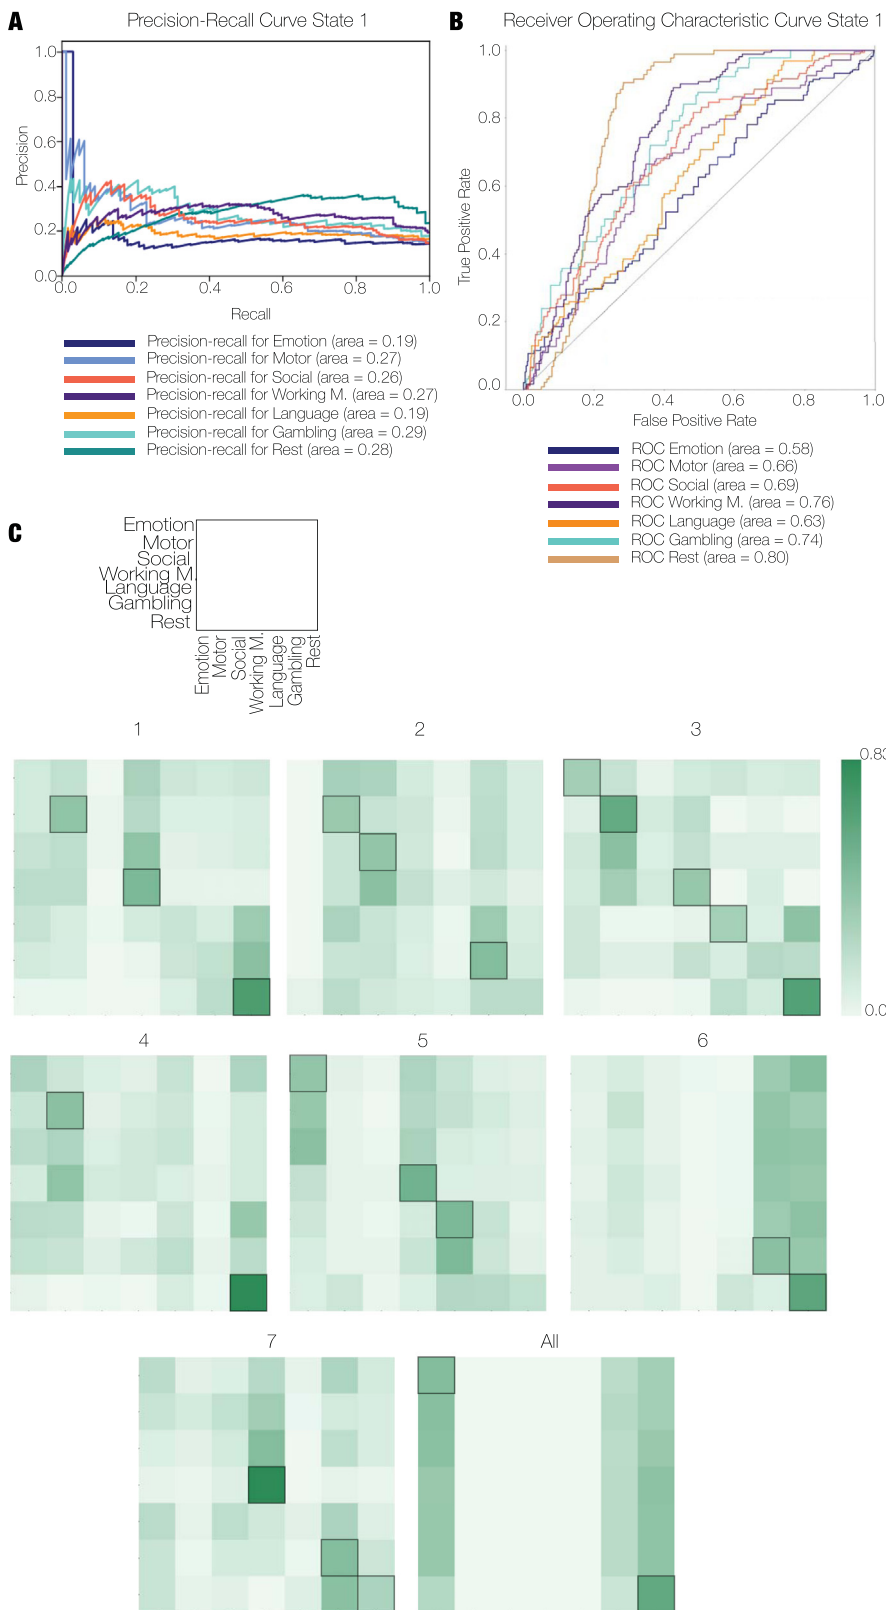 A
Precision-Recall Curve State 1
1.0
0.8
0.6
0.4
0.2
0.0
Precision
0.0 0.2 0.4 0.6 0.8 1.0
Recall
Precision-recall for Emotion (area = 0.19)
Precision-recall for Motor (area = 0.27)
Precision-recall for Social (area = 0.26)
Precision-recall for Working M. (area = 0.27)
Precision-recall for Language (area = 0.19)
Precision-recall for Gambling (area = 0.29)
Precision-recall for Rest (area = 0.28)
B
Receiver Operating Characteristic Curve State 1
1.0
0.8
0.6
0.4
0.2
0.0
True Positive Rate
0.0 0.2 0.4 0.6 0.8 1.0
False Positive Rate
ROC Emotion (area = 0.58)
ROC Motor (area = 0.66)
ROC Social (area = 0.69)
ROC Working M. (area = 0.76)
ROC Language (area = 0.63)
ROC Gambling (area = 0.74)
ROC Rest (area = 0.80)
C
Emotion
Motor
Social
Working M.
Language
Gambling
Rest
Emotion
Motor
Social
Working M.
Language
Gambling
Rest
1
2
3
0.83
0.0
4
5
6
7
All